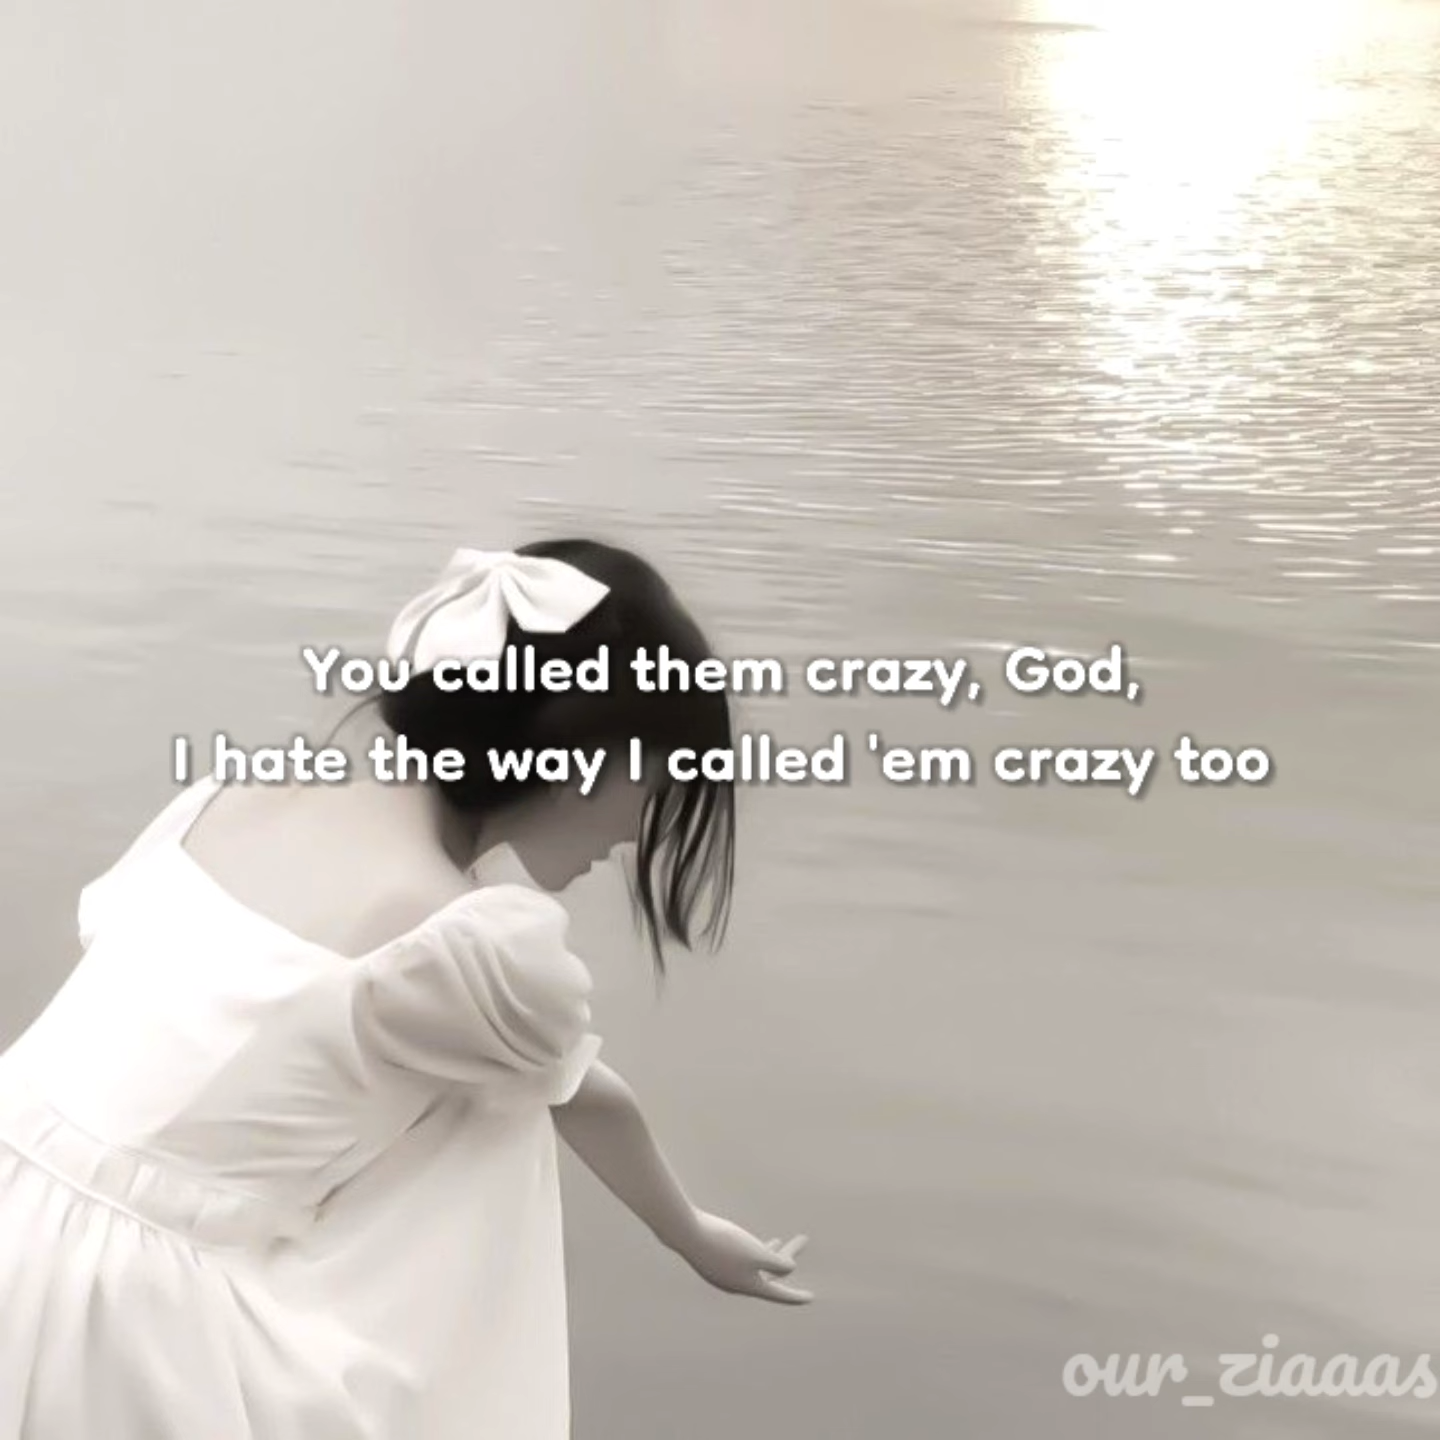 You called them crazy, God,
I hate the way I called 'em crazy too
our_ziaaas